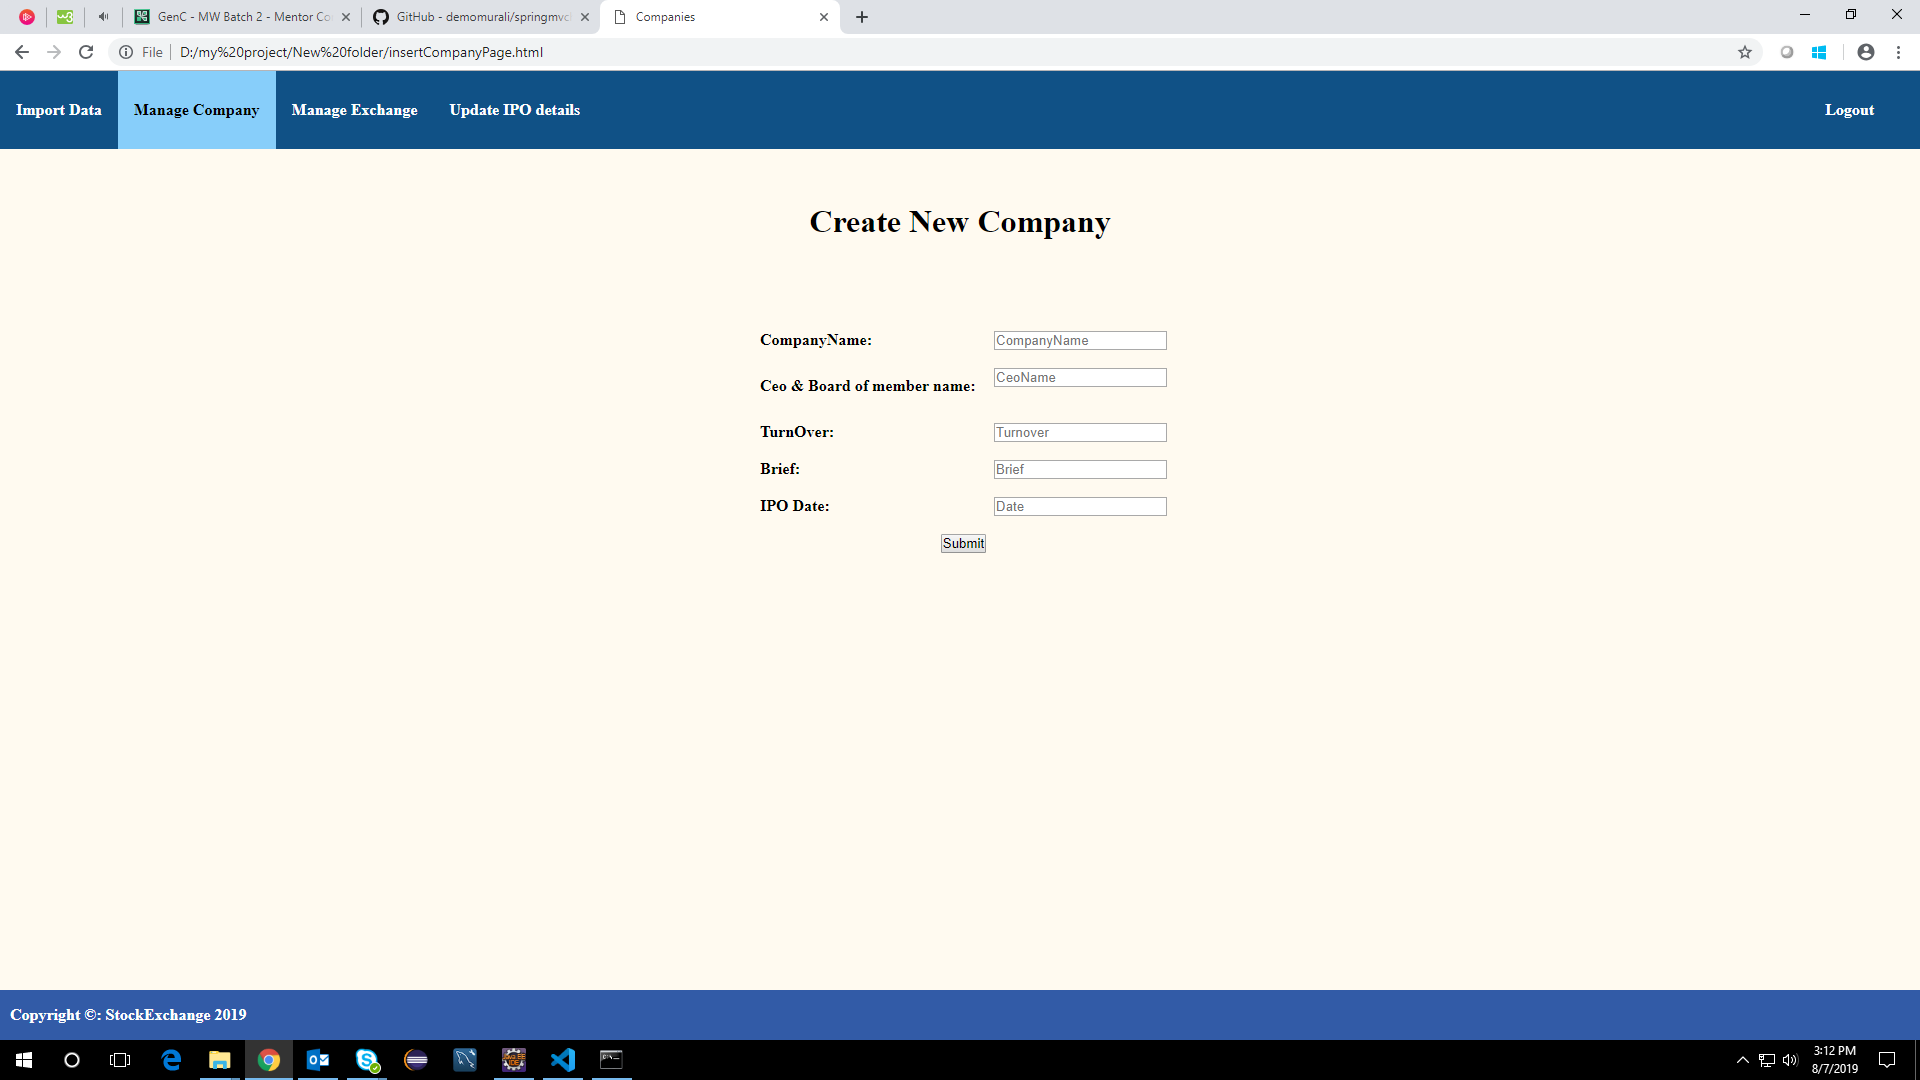 GenC - MW Batch 2 - Mentor Co
GitHub - demomurali/springmvc
Companies
File
D:/my%20project/New%20folder/insertCompanyPage.html
Import Data
Manage Company
Manage Exchange
Update IPO details
Logout
Create New Company
CompanyName:
CompanyName
Ceo & Board of member name:
CeoName
TurnOver:
Turnover
Brief:
Brief
IPO Date:
Date
Submit
Copyright ©: StockExchange 2019
3:12 PM
8/7/2019